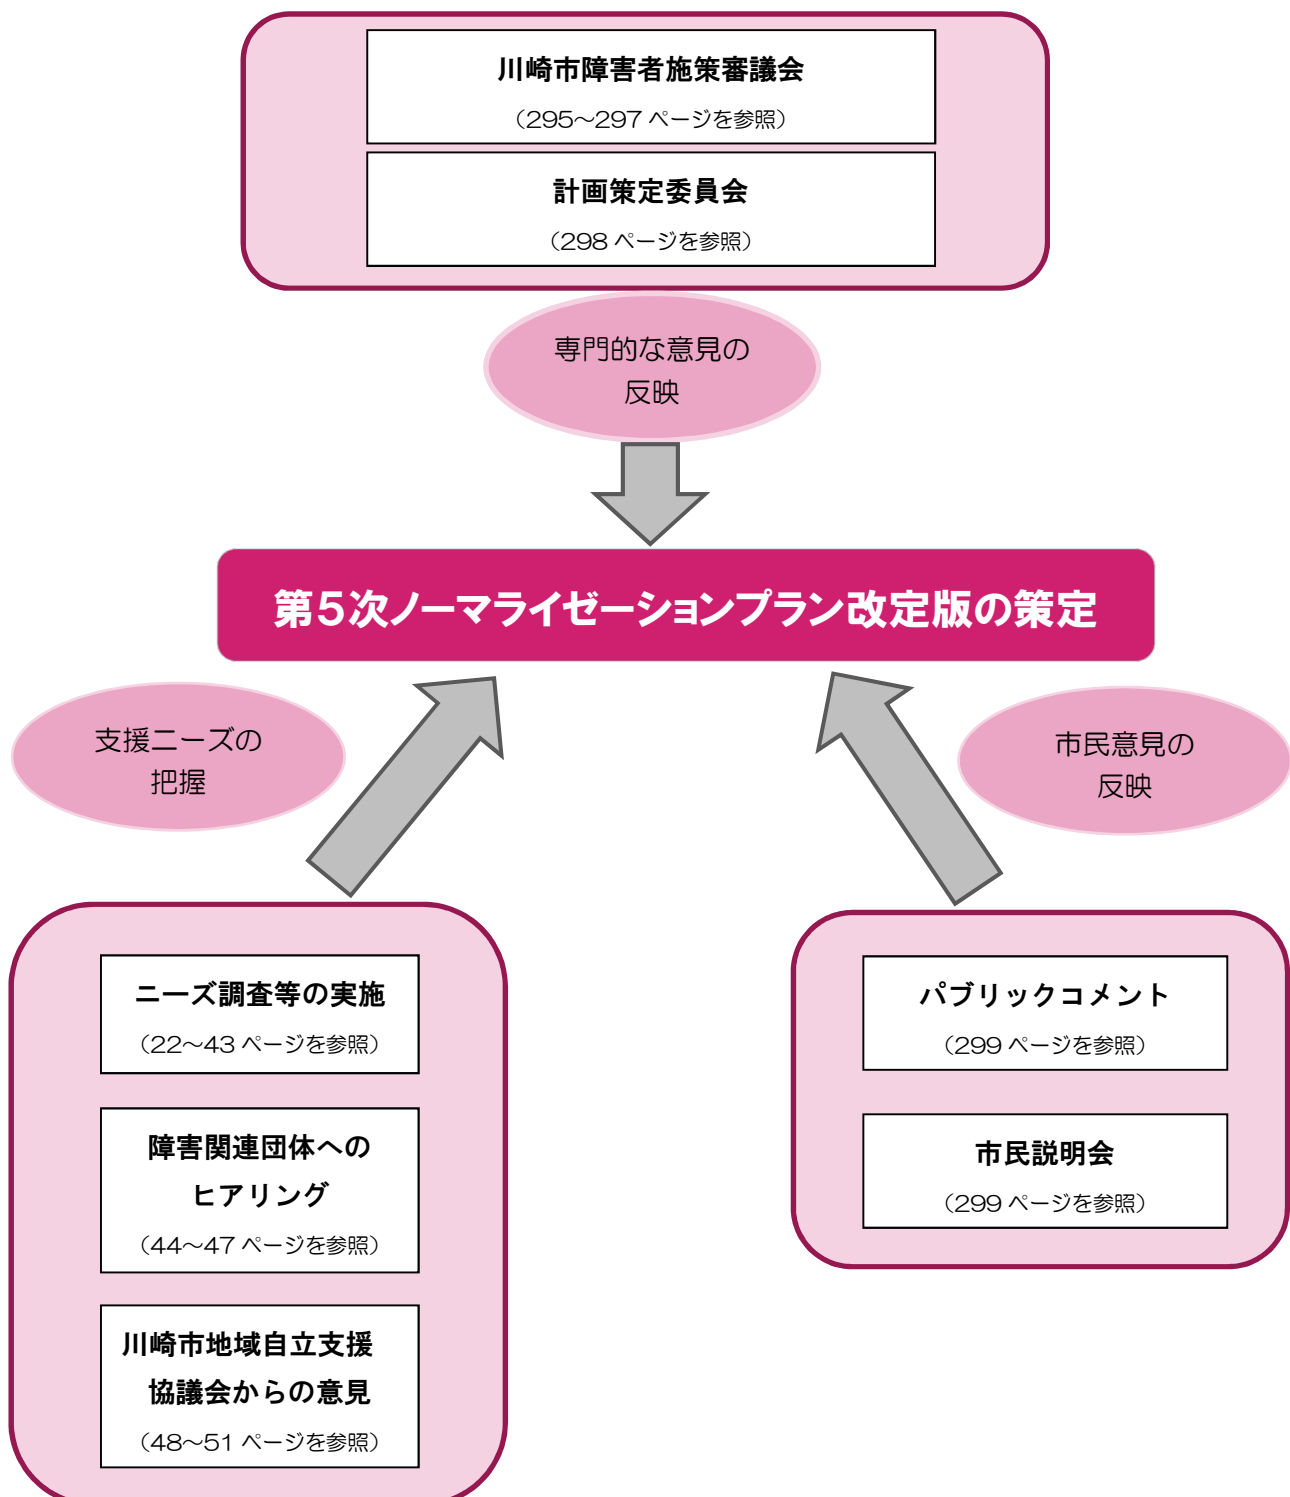 川崎市障害者施策審議会
（295～297 ページを参照）
計画策定委員会
（298 ページを参照）
専門的な意見の
反映
第５次ノーマライゼーションプラン改定版の策定
支援ニーズの
把握
市民意見の
反映
ニーズ調査等の実施
（22～43 ページを参照）
障害関連団体への
ヒアリング
（44～47 ページを参照）
川崎市地域自立支援
協議会からの意見
（48～51 ページを参照）
パブリックコメント
（299 ページを参照）
市民説明会
（299 ページを参照）